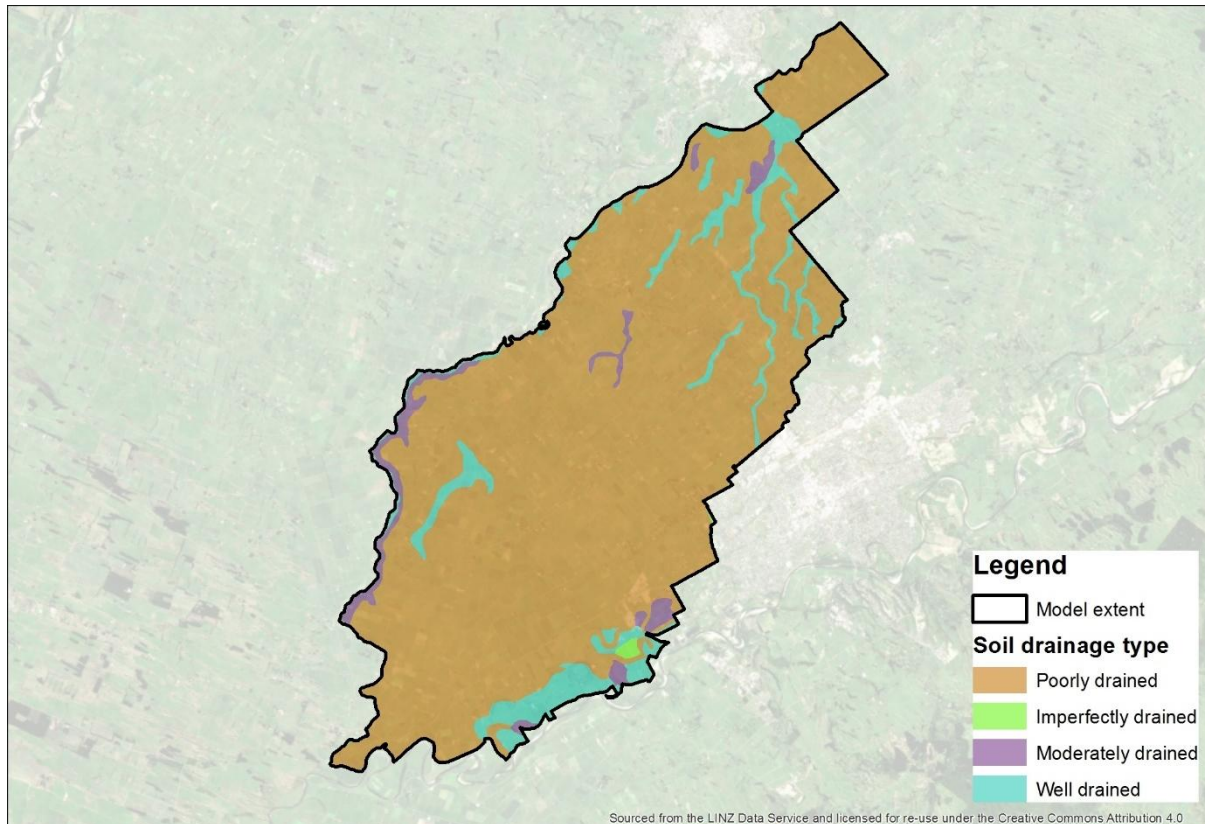 Legend
Model extent
Soil drainage type
Poorly drained
Imperfectly drained
Moderately drained
Well drained
Sourced from the LINZ Data Service and licensed for re-use under the Creative Commons Attribution 4.0